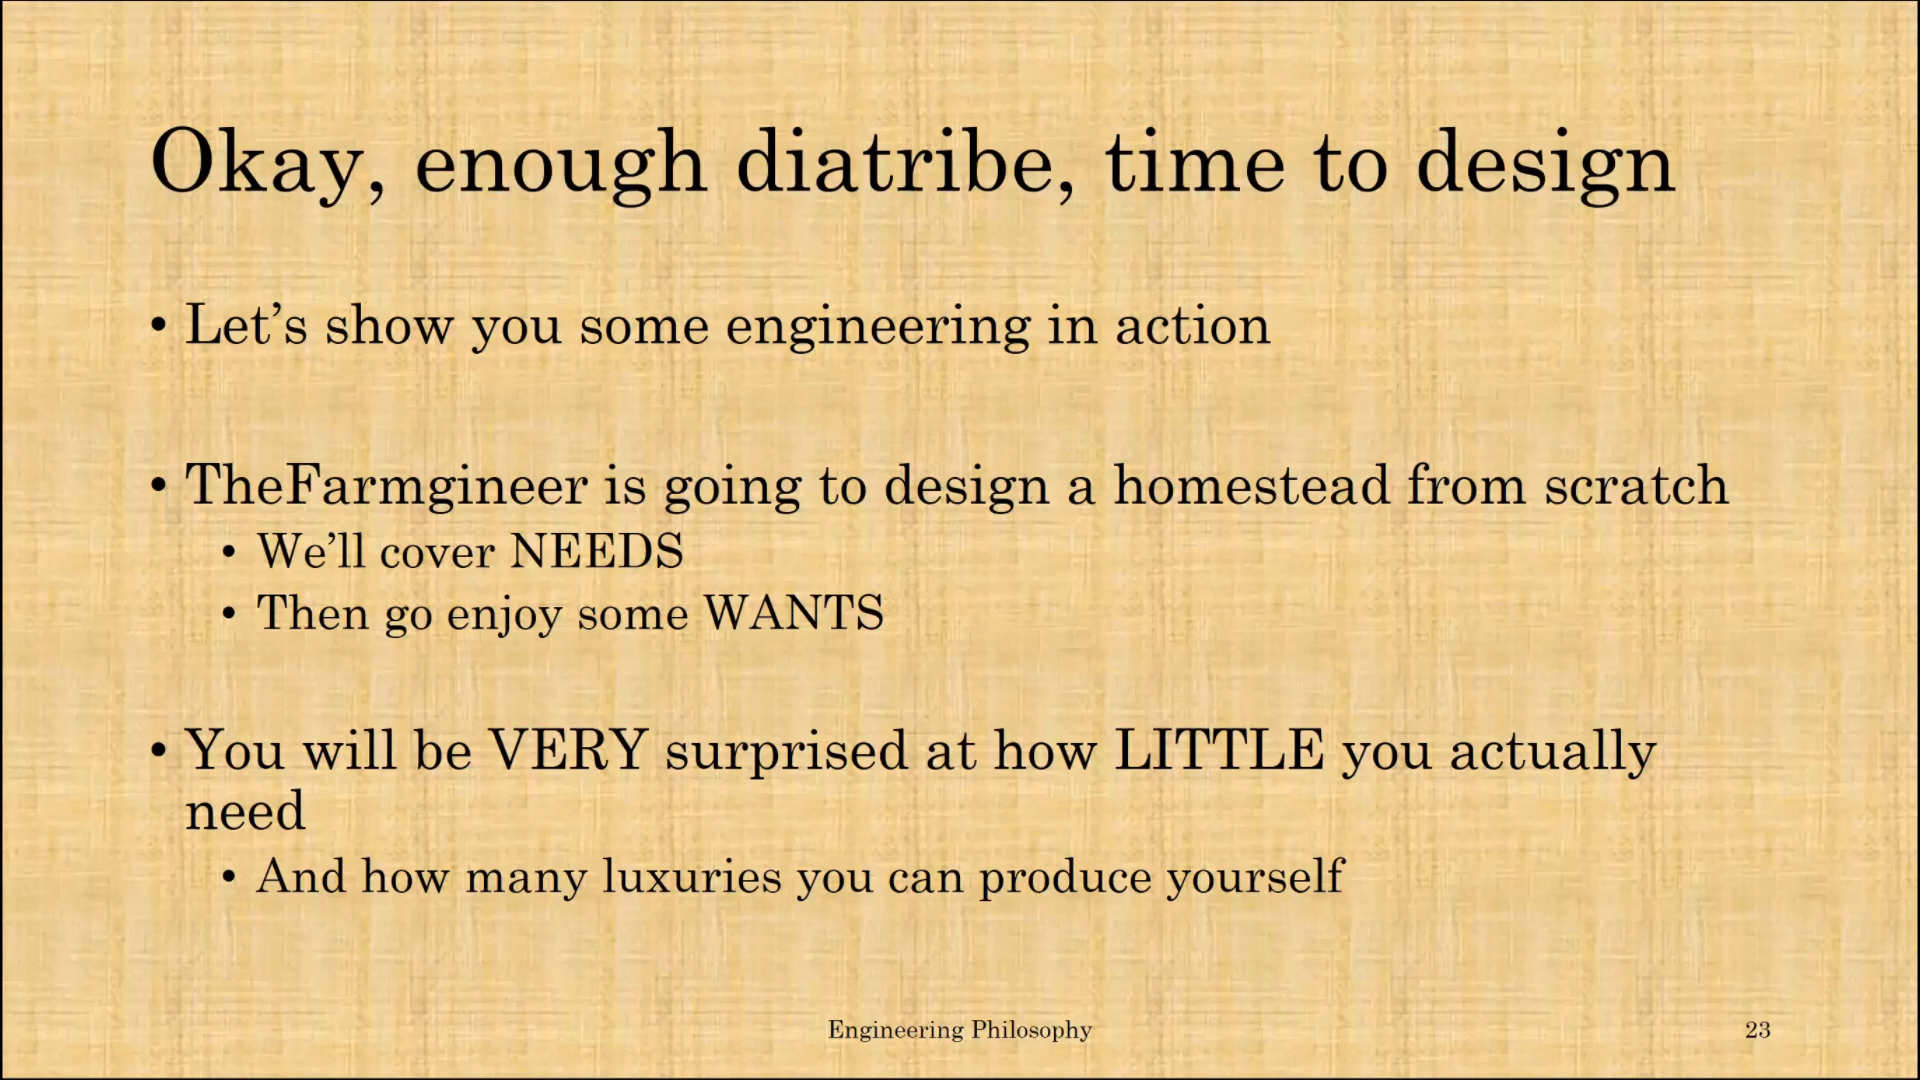 Okay, enough diatribe, time to design
• Let’s show you some engineering in action
• TheFarmgineer is going to design a homestead from scratch
• We’ll cover NEEDS
• Then go enjoy some WANTS
• You will be VERY surprised at how LITTLE you actually
need
• And how many luxuries you can produce yourself
Engineering Philosophy
23